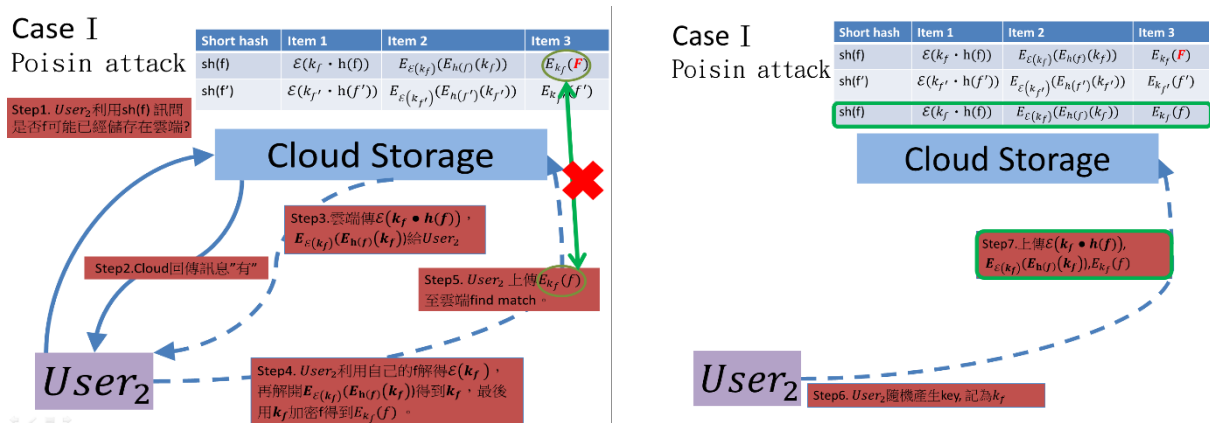 Case I
Poisin attack
Short hash Item 1 Item 2 Item 3
sh(f) ℰ(k_f・h(f)) E_{ℰ(k_f)}(E_{h(f)}(k_f)) E_{k_f}(F)
sh(f') ℰ(k_{f'}・h(f')) E_{ℰ(k_{f'})}(E_{h(f')}(k_{f'})) E_{k_{f'}}(f')
Step1. User₂利用sh(f) 訊問
是否f可能已經儲存在雲端?
Cloud Storage
Step3.雲端傳ℰ(k_f • h(f)),
E_{ℰ(k_f)}(E_{h(f)}(k_f))給User₂
Step2.Cloud回傳訊息"有"
Step5. User₂ 上傳E_{k_f}(f)
至雲端find match。
User₂
Step4. User₂利用自己的f解得ℰ(k_f),
再解開E_{ℰ(k_f)}(E_{h(f)}(k_f))得到k_f,最後
用k_f加密f得到E_{k_f}(f)。
Case I
Poisin attack
Short hash Item 1 Item 2 Item 3
sh(f) ℰ(k_f・h(f)) E_{ℰ(k_f)}(E_{h(f)}(k_f)) E_{k_f}(F)
sh(f') ℰ(k_{f'}・h(f')) E_{ℰ(k_{f'})}(E_{h(f')}(k_{f'})) E_{k_{f'}}(f')
sh(f) ℰ(k_f・h(f)) E_{ℰ(k_f)}(E_{h(f)}(k_f)) E_{k_f}(f)
Cloud Storage
Step7.上傳ℰ(k_f • h(f)),
E_{ℰ(k_f)}(E_{h(f)}(k_f)),E_{k_f}(f)
User₂
Step6. User₂隨機產生key, 記為k_f